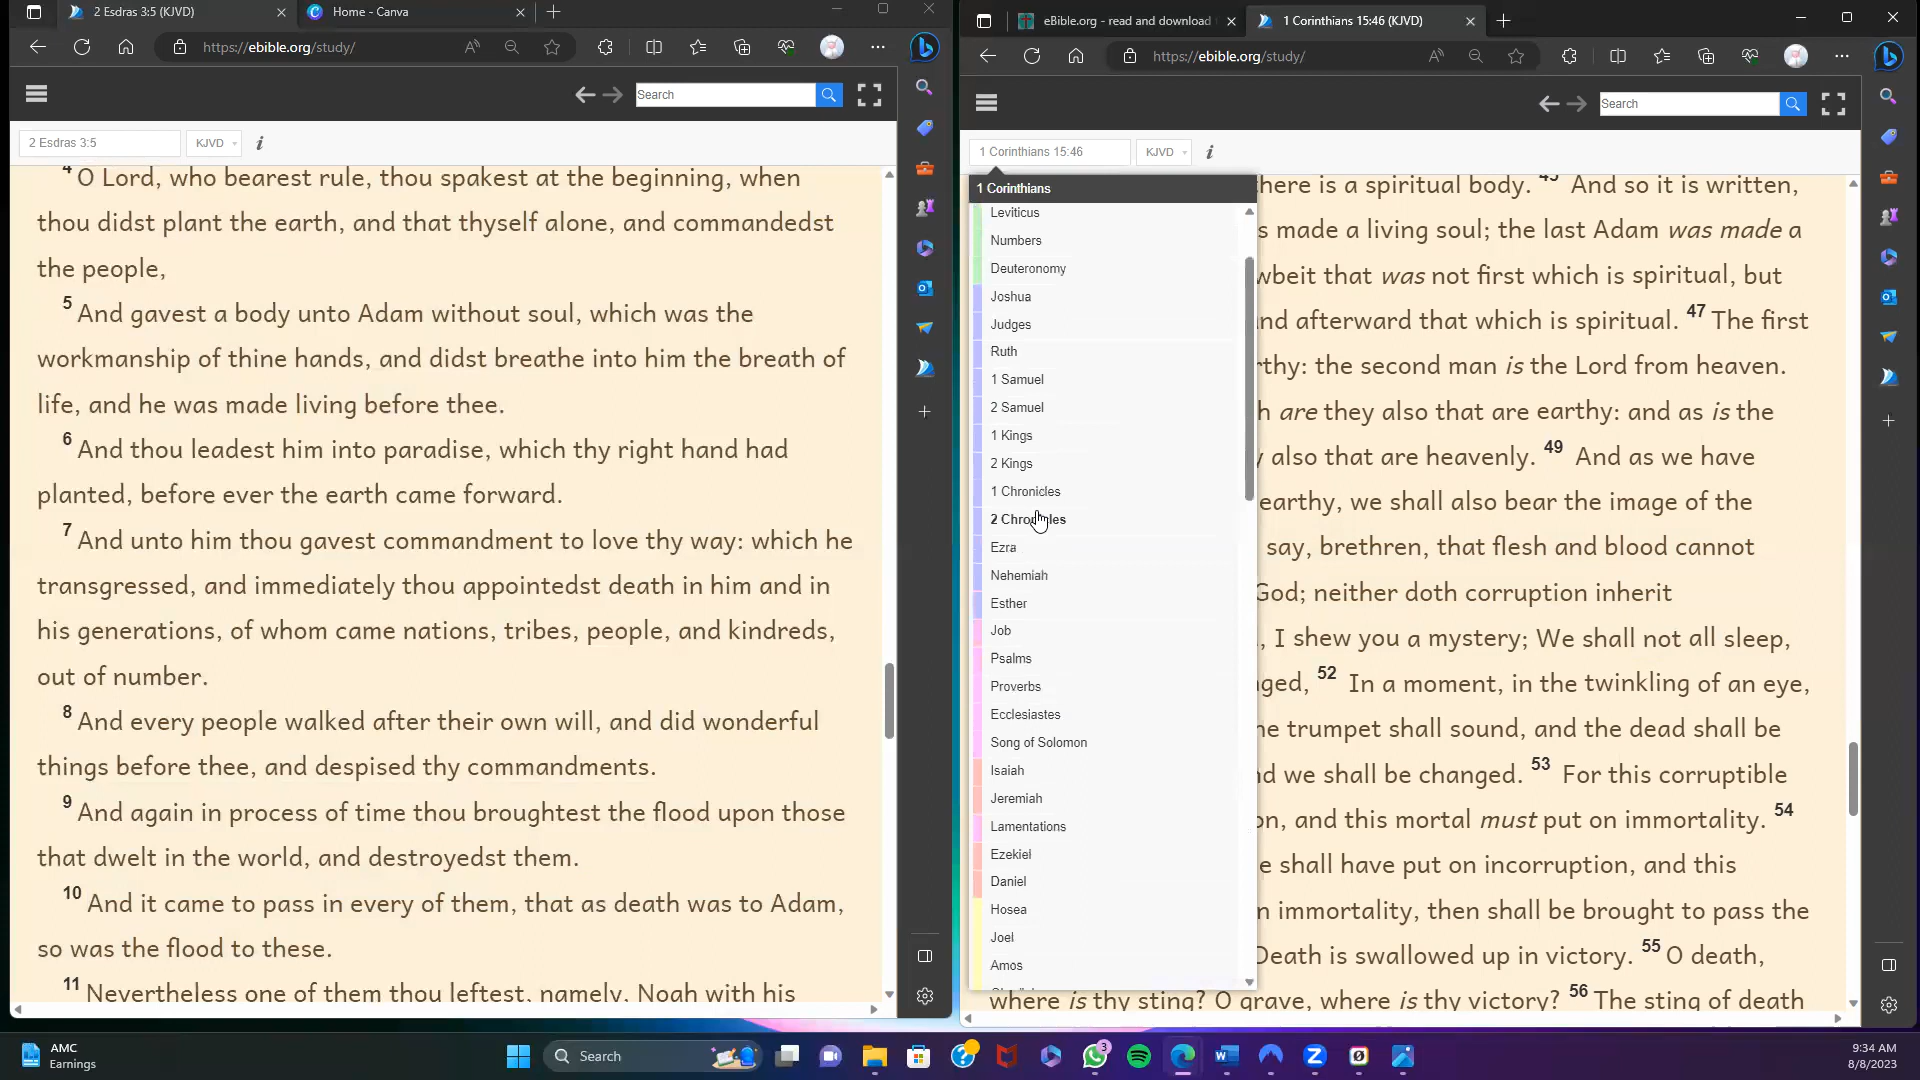 2 Esdras 3:5 (KJVD)
Home - Canva
https://ebible.org/study/
Search
2 Esdras 3:5
KJVD
4 O Lord, who bearest rule, thou spakest at the beginning, when
thou didst plant the earth, and that thyself alone, and commandedst
the people,
5 And gavest a body unto Adam without soul, which was the
workmanship of thine hands, and didst breathe into him the breath of
life, and he was made living before thee.
6 And thou leadest him into paradise, which thy right hand had
planted, before ever the earth came forward.
7 And unto him thou gavest commandment to love thy way: which he
transgressed, and immediately thou appointedst death in him and in
his generations, of whom came nations, tribes, people, and kindreds,
out of number.
8 And every people walked after their own will, and did wonderful
things before thee, and despised thy commandments.
9 And again in process of time thou broughtest the flood upon those
that dwelt in the world, and destroyedst them.
10 And it came to pass in every of them, that as death was to Adam,
so was the flood to these.
11 Nevertheless one of them thou leftest, namely, Noah with his
eBible.org - read and download
1 Corinthians 15:46 (KJVD)
https://ebible.org/study/
Search
1 Corinthians 15:46
KJVD
1 Corinthians
Leviticus
Numbers
Deuteronomy
Joshua
Judges
Ruth
1 Samuel
2 Samuel
1 Kings
2 Kings
1 Chronicles
2 Chronicles
Ezra
Nehemiah
Esther
Job
Psalms
Proverbs
Ecclesiastes
Song of Solomon
Isaiah
Jeremiah
Lamentations
Ezekiel
Daniel
Hosea
Joel
Amos
here is a spiritual body. 45 And so it is written,
s made a living soul; the last Adam was made a
wbeit that was not first which is spiritual, but
nd afterward that which is spiritual. 47 The first
rthy: the second man is the Lord from heaven.
h are they also that are earthy: and as is the
y also that are heavenly. 49 And as we have
earthy, we shall also bear the image of the
say, brethren, that flesh and blood cannot
God; neither doth corruption inherit
, I shew you a mystery; We shall not all sleep,
nged, 52 In a moment, in the twinkling of an eye,
he trumpet shall sound, and the dead shall be
nd we shall be changed. 53 For this corruptible
on, and this mortal must put on immortality. 54
e shall have put on incorruption, and this
n immortality, then shall be brought to pass the
Death is swallowed up in victory. 55 O death,
where is thy sting? O grave, where is thy victory? 56 The sting of death
AMC
Earnings
Search
3
9:34 AM
8/8/2023